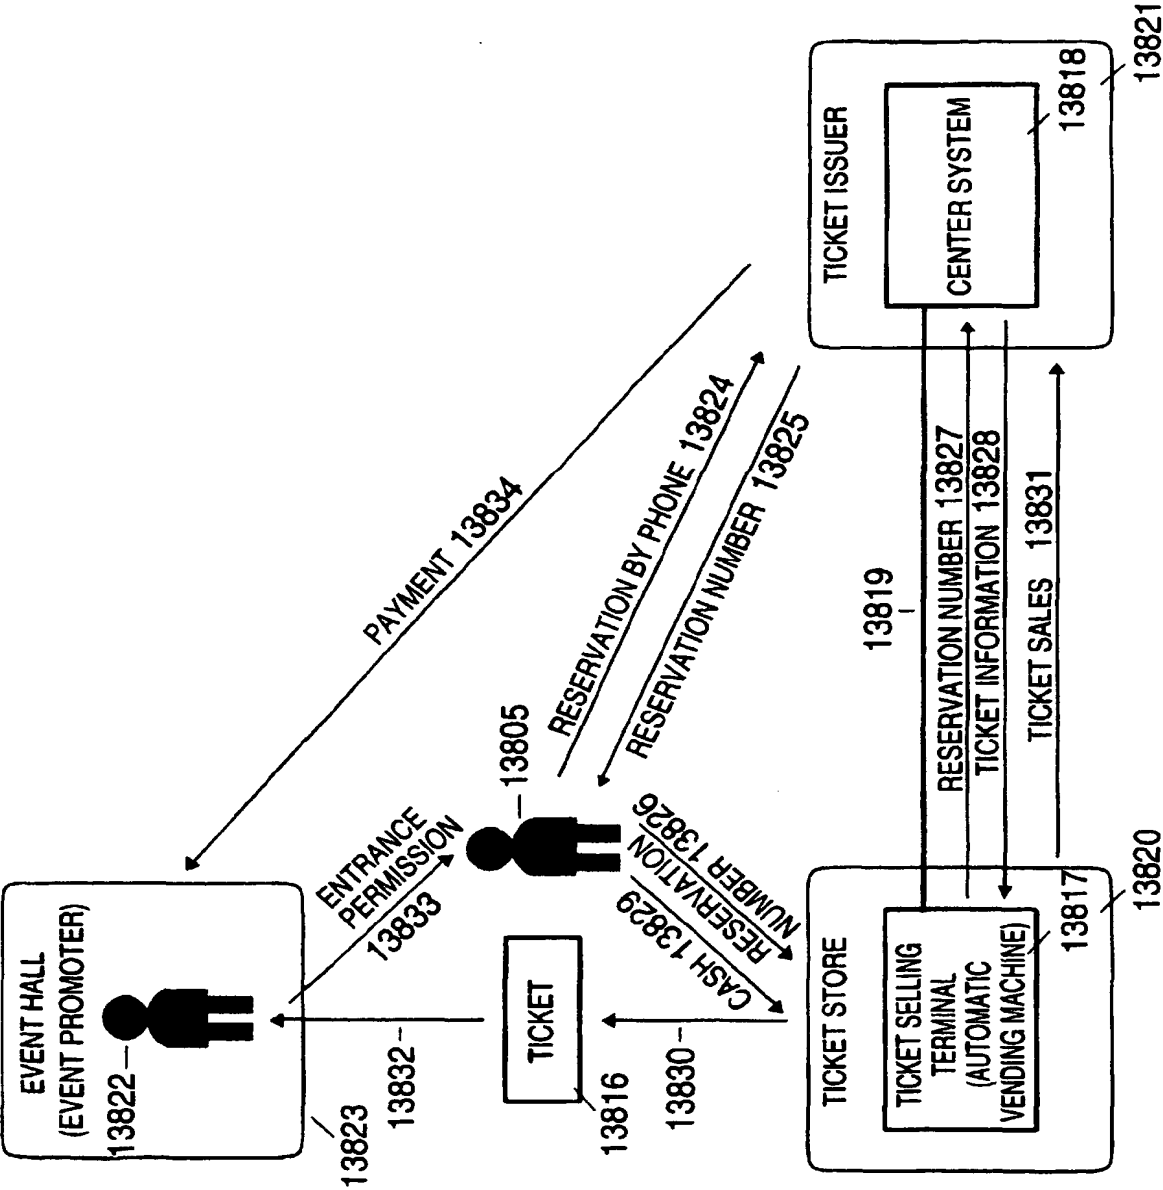 EVENT HALL
(EVENT PROMOTER)
13822
13823
13832
ENTRANCE
PERMISSION
13833
PAYMENT 13834
13805
TICKET
13816
RESERVATION BY PHONE 13824
RESERVATION NUMBER 13825
CASH 13829
RESERVATION
NUMBER 13826
13830
TICKET STORE
TICKET SELLING
TERMINAL
(AUTOMATIC
VENDING MACHINE)
13817
13820
13819
RESERVATION NUMBER 13827
TICKET INFORMATION 13828
TICKET SALES 13831
TICKET ISSUER
CENTER SYSTEM
13818
13821